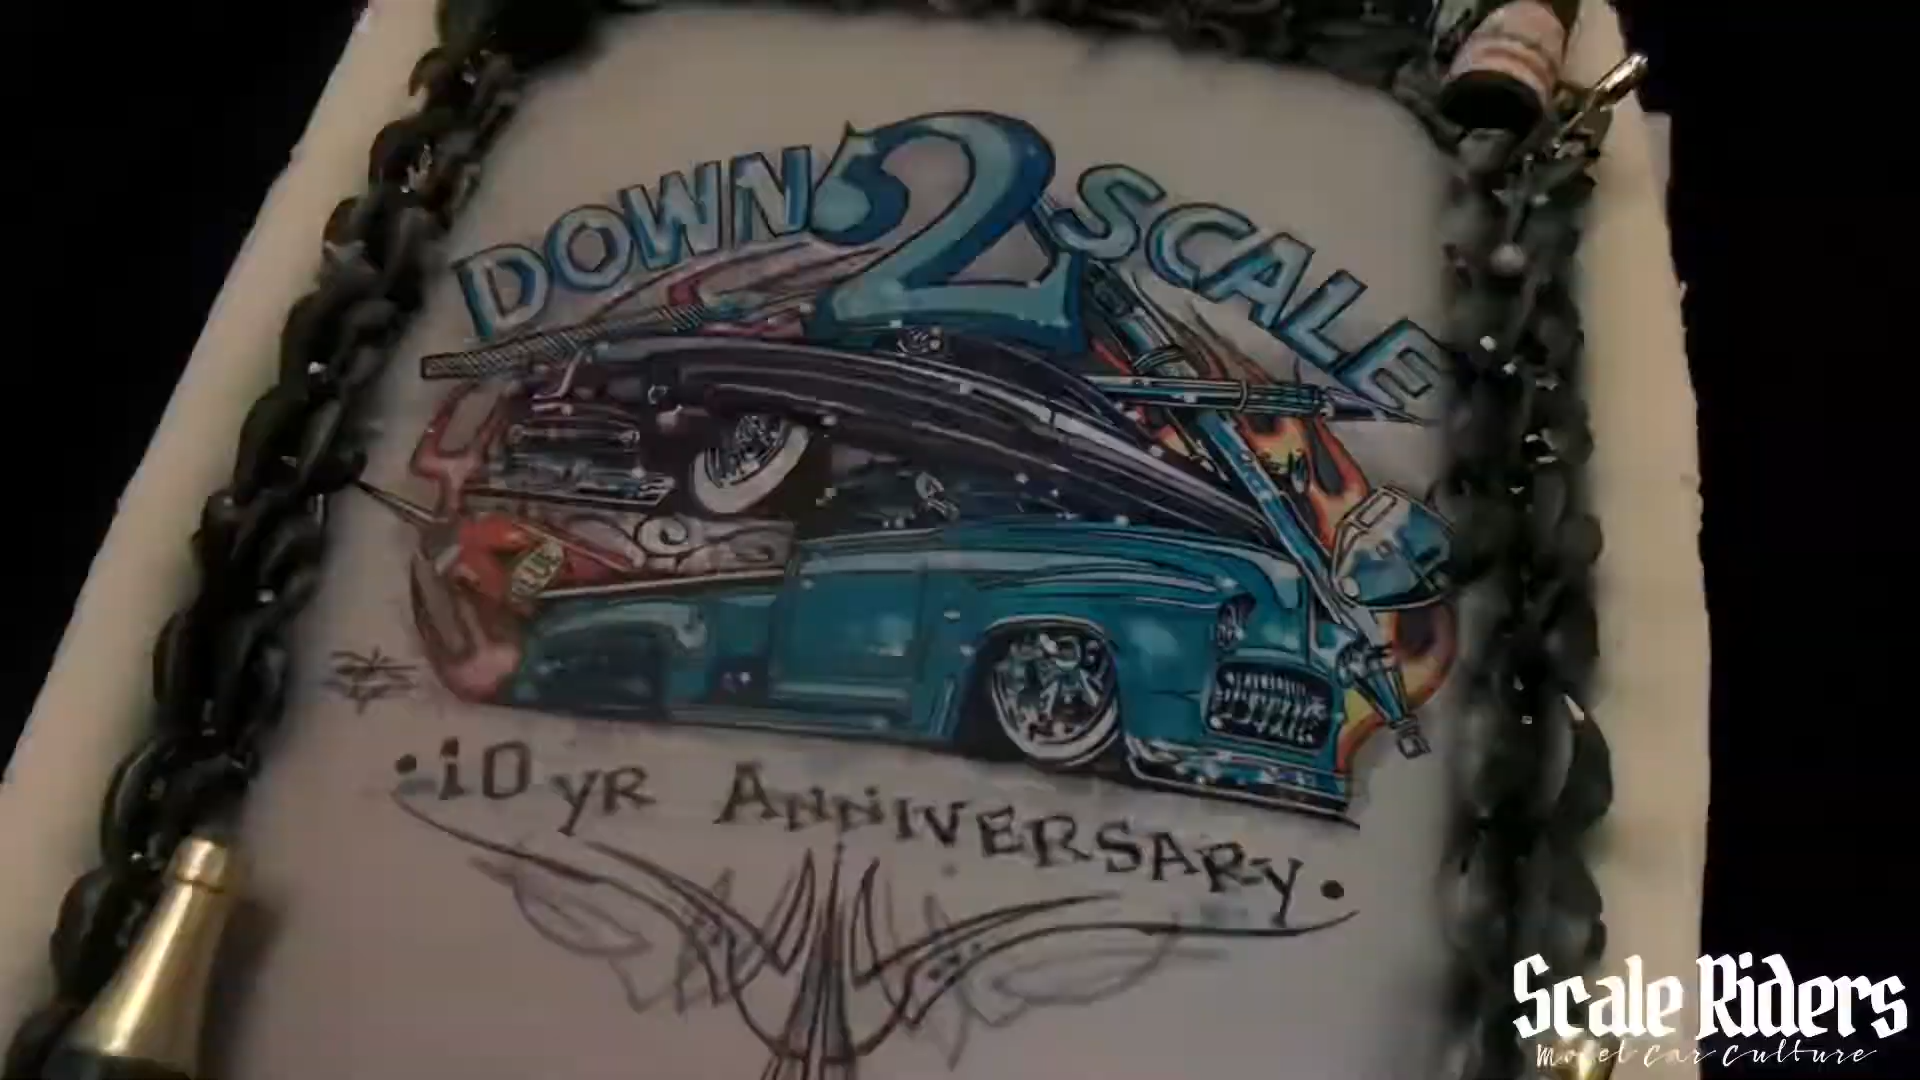 DOWN 2 SCALE
·10 YR ANNIVERSARY·
Scale Riders
Model Car Culture